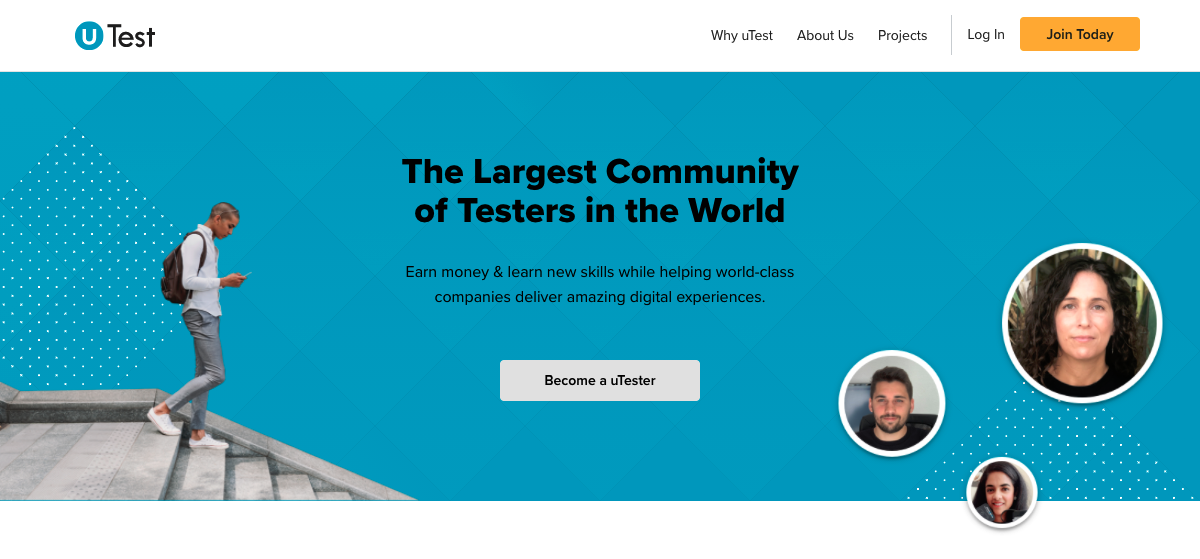 uTest
Why uTest
About Us
Projects
Log In
Join Today
The Largest Community
of Testers in the World
Earn money & learn new skills while helping world-class
companies deliver amazing digital experiences.
Become a uTester